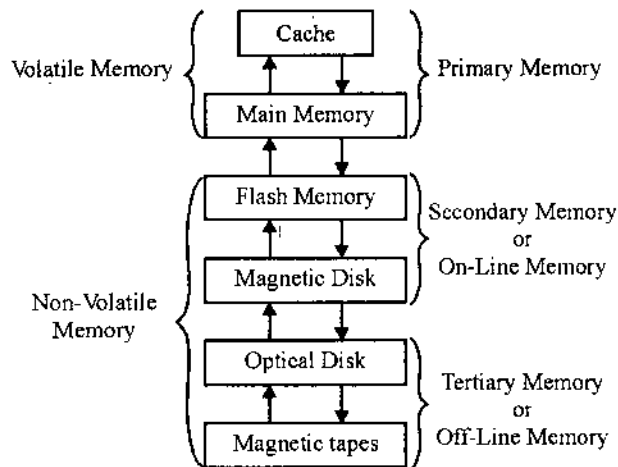 Cache
Volatile Memory
Primary Memory
Main Memory
Flash Memory
Secondary Memory
or
On-Line Memory
Magnetic Disk
Non-Volatile
Memory
Optical Disk
Tertiary Memory
or
Off-Line Memory
Magnetic tapes